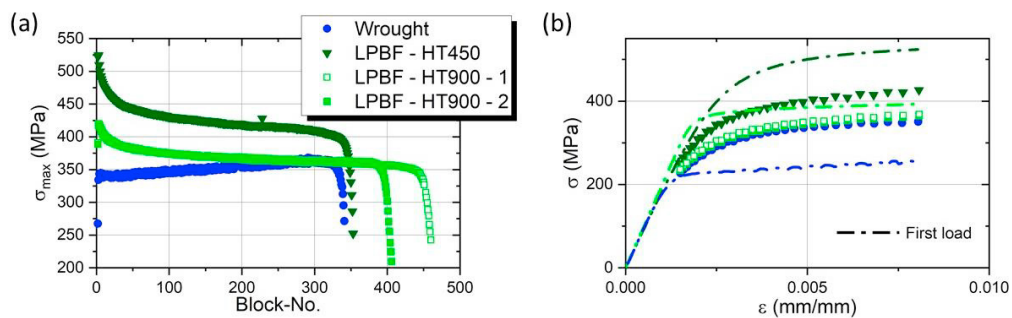 (a)
Wrought
LPBF - HT450
LPBF - HT900 - 1
LPBF - HT900 - 2
550
500
450
400
350
300
250
200
σmax (MPa)
0
100
200
300
400
500
Block-No.
(b)
400
200
0
σ (MPa)
First load
0.000
0.005
0.010
ε (mm/mm)